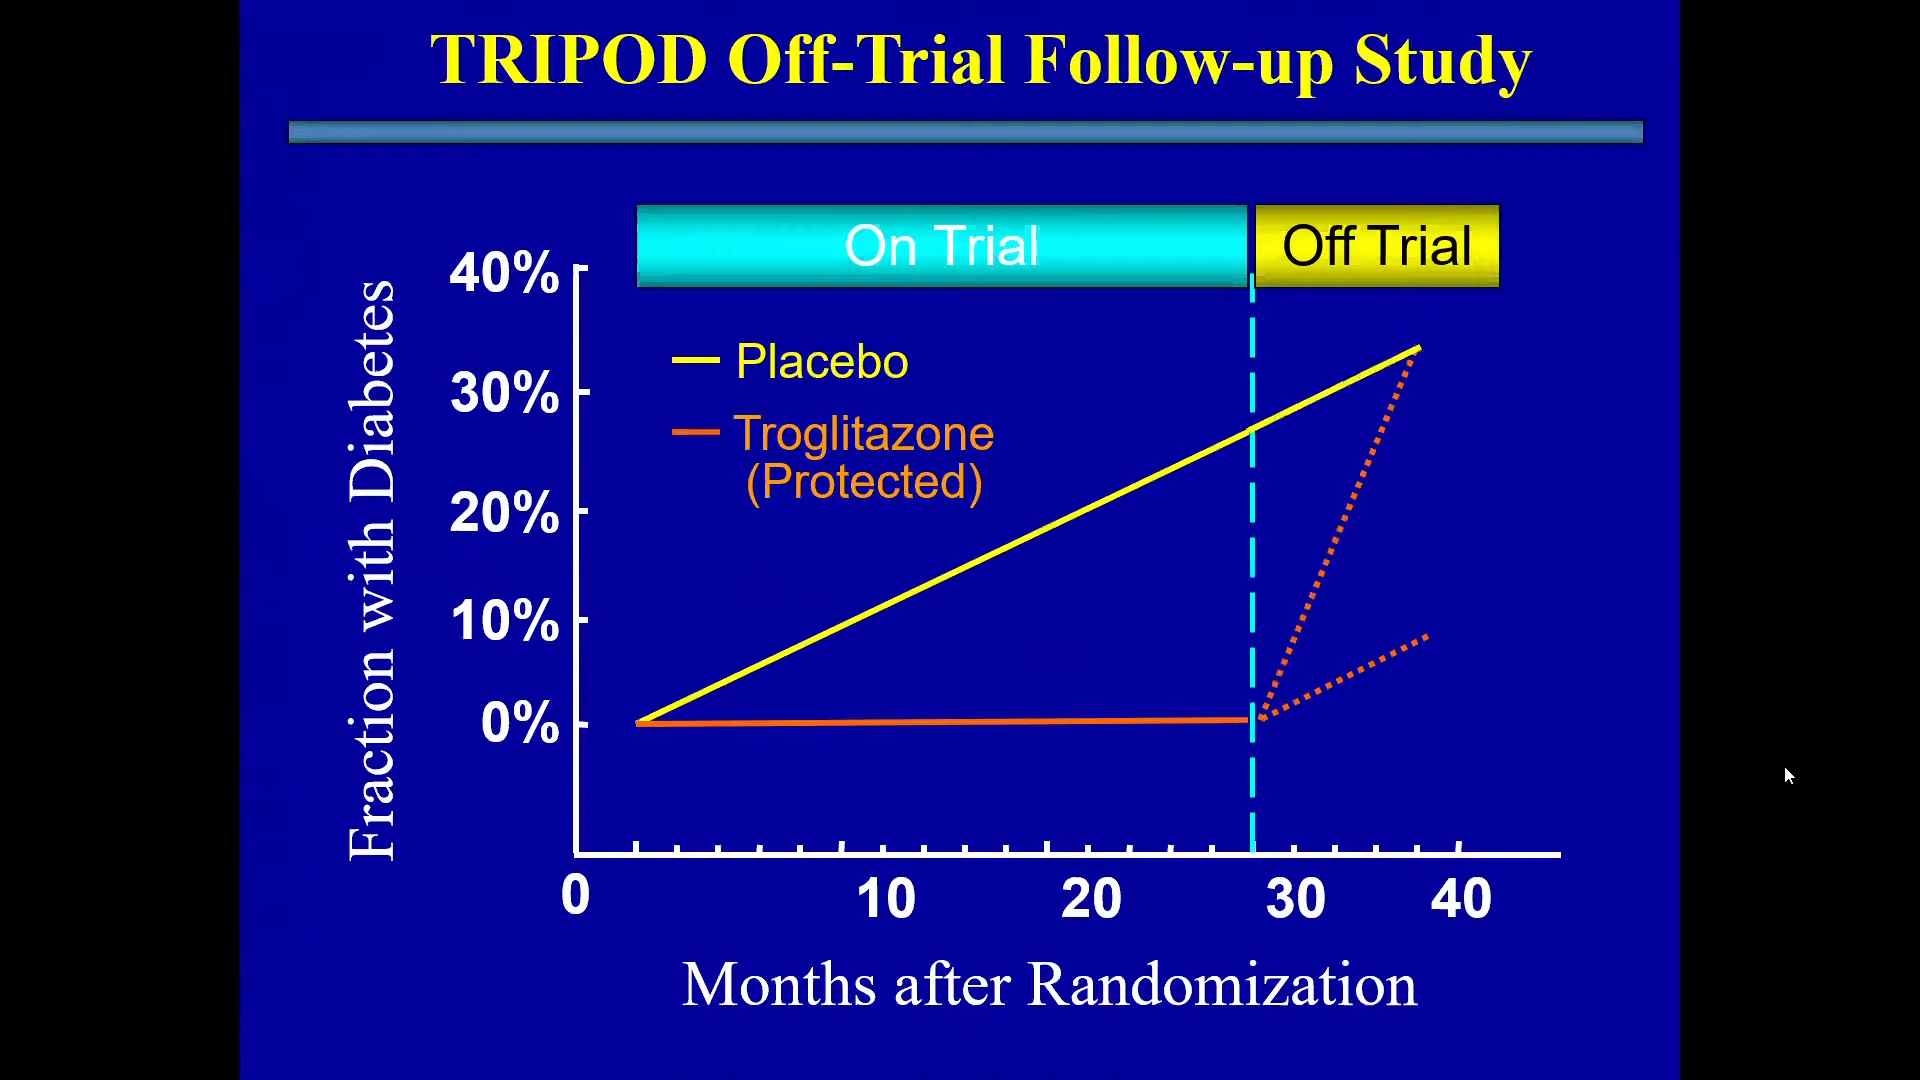 TRIPOD Off-Trial Follow-up Study
On Trial
Off Trial
40%
30%
20%
10%
0%
Fraction with Diabetes
Placebo
Troglitazone
(Protected)
0 10 20 30 40
Months after Randomization